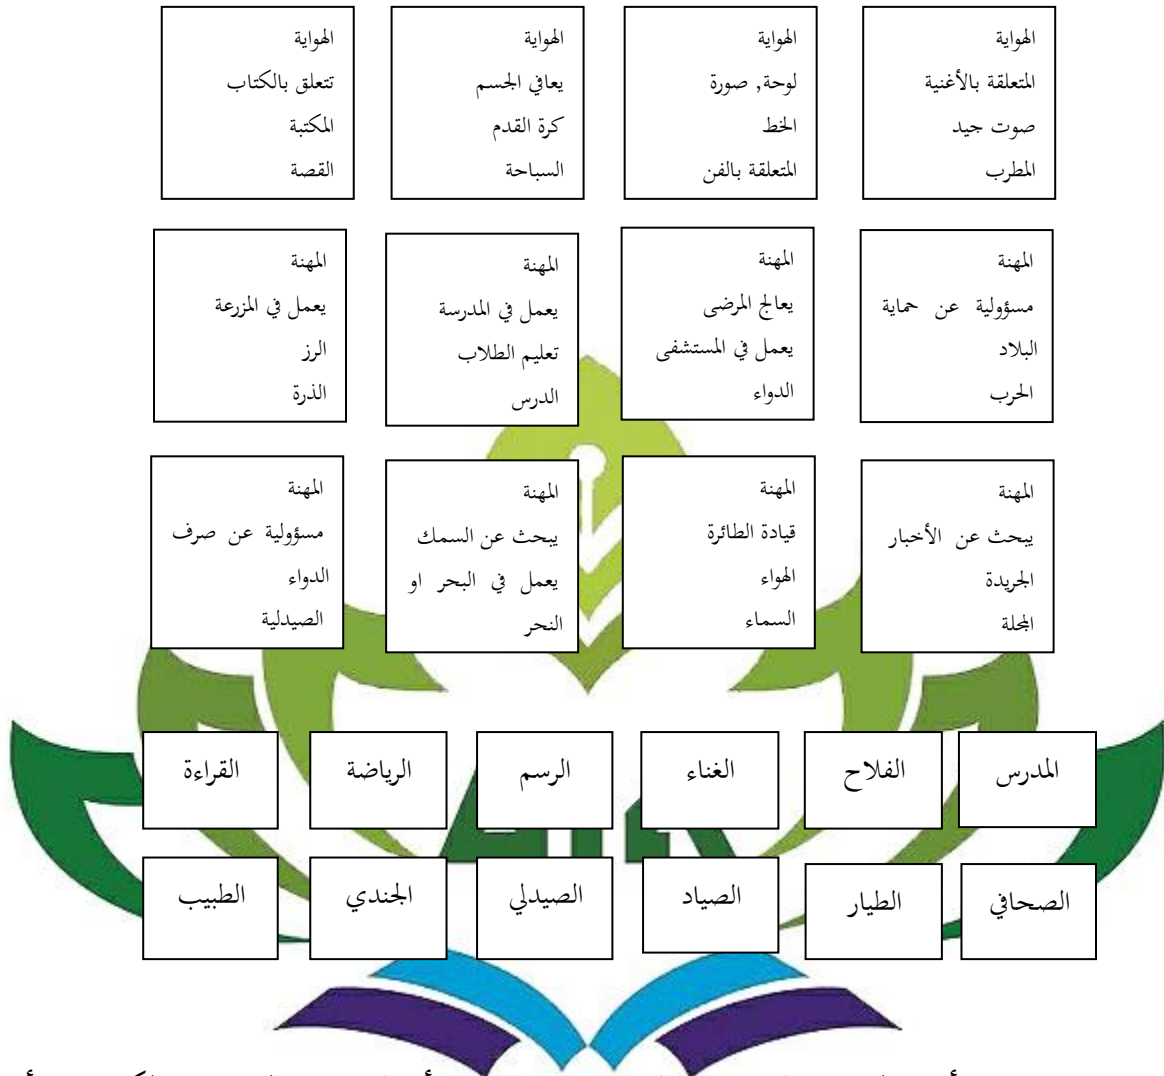 الهواية
المتعلقة بالأغنية
صوت جيد
المطرب
الهواية
لوحة, صورة
الخط
المتعلقة بالفن
الهواية
يعافي الجسم
كرة القدم
السباحة
الهواية
تتعلق بالكتاب
المكتبة
القصة
المهنة
مسؤولية عن حماية
البلاد
الحرب
المهنة
يعالج المرضى
يعمل في المستشفى
الدواء
المهنة
يعمل في المدرسة
تعليم الطلاب
الدرس
المهنة
يعمل في المزرعة
الرز
الذرة
المهنة
يبحث عن الأخبار
الجريدة
المجلة
المهنة
قيادة الطائرة
الهواء
السماء
المهنة
يبحث عن السمك
يعمل في البحر او
النحر
المهنة
مسؤولية عن صرف
الدواء
الصيدلية
المدرس
الفلاح
الغناء
الرسم
الرياضة
القراءة
الصحافي
الطيار
الصياد
الصيدلي
الجندي
الطبيب